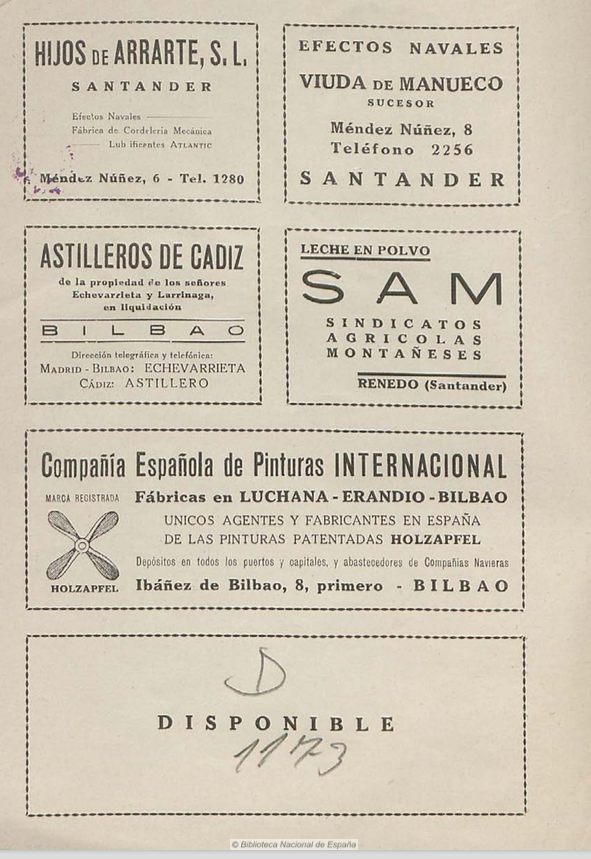 HIJOS DE ARRARTE, S. L.
SANTANDER
Efectos Navales
Fábrica de Cordelería Mecánica
Lub ificentes ATLANTIC
Méndez Núñez, 6 - Tel. 1280
EFECTOS NAVALES
VIUDA DE MANUECO
SUCESOR
Méndez Núñez, 8
Teléfono 2256
SANTANDER
ASTILLEROS DE CADIZ
de la propiedad de los señores
Echevarrieta y Larrinaga,
en liquidación
BILBAO
Dirección telegráfica y telefónica:
MADRID - BILBAO: ECHEVARRIETA
CÁDIZ: ASTILLERO
LECHE EN POLVO
SAM
SINDICATOS
AGRICOLAS
MONTAÑESES
RENEDO (Santander)
Compañía Española de Pinturas INTERNACIONAL
MARCA REGISTRADA
HOLZAPFEL
Fábricas en LUCHANA - ERANDIO - BILBAO
UNICOS AGENTES Y FABRICANTES EN ESPAÑA
DE LAS PINTURAS PATENTADAS HOLZAPFEL
Depósitos en todos los puertos y capitales, y abastecedores de Compañías Navieras
Ibáñez de Bilbao, 8, primero - BILBAO
D
DISPONIBLE
1173
© Biblioteca Nacional de España